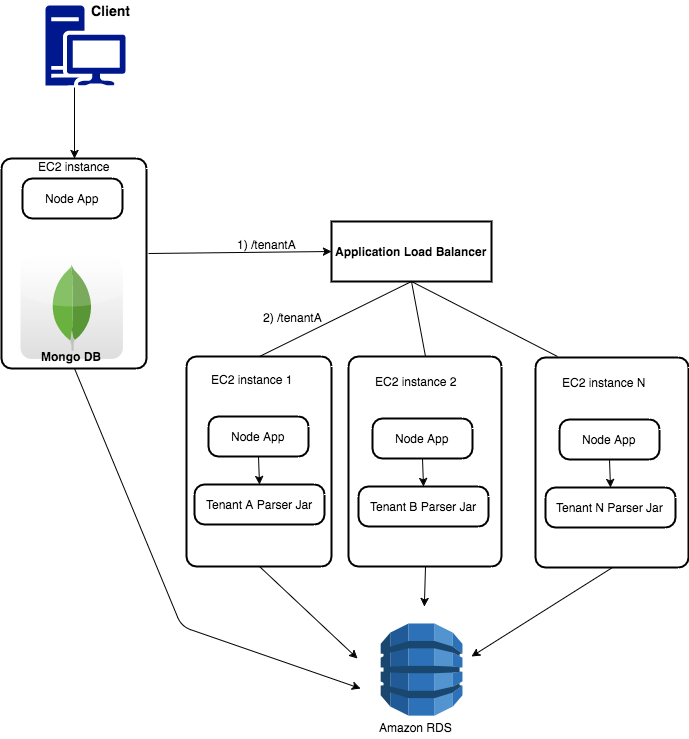 Client
EC2 instance
Node App
Mongo DB
1) /tenantA
Application Load Balancer
2) /tenantA
EC2 instance 1
Node App
Tenant A Parser Jar
EC2 instance 2
Node App
Tenant B Parser Jar
EC2 instance N
Node App
Tenant N Parser Jar
Amazon RDS